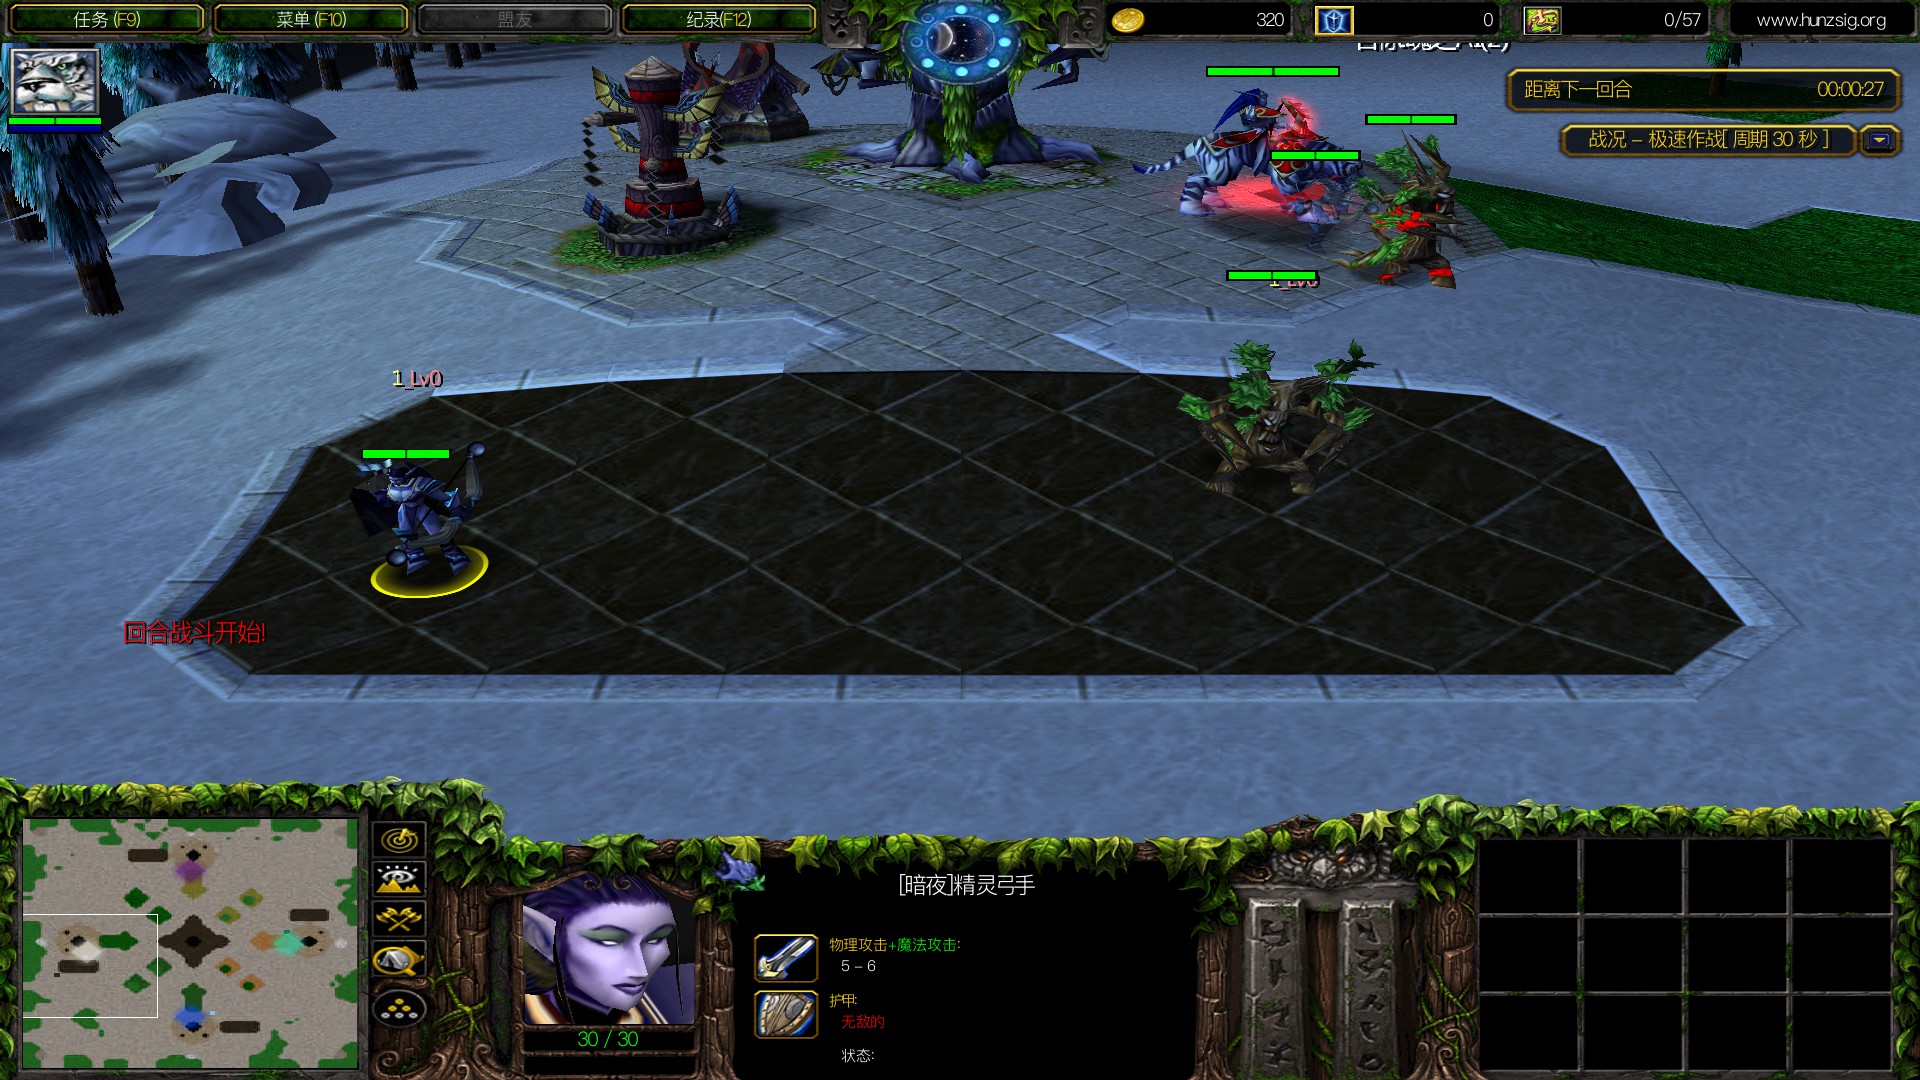 任务 (F9)
菜单 (F10)
盟友
纪录(F12)
320
0
0/57
www.hunzsig.org
距离下一回合
00:00:27
战况 – 极速作战[ 周期 30 秒 ]
1_Lv0
1_Lv0
回合战斗开始!
[暗夜]精灵弓手
物理攻击+魔法攻击:
5 – 6
护甲:
无敌的
状态:
30 / 30